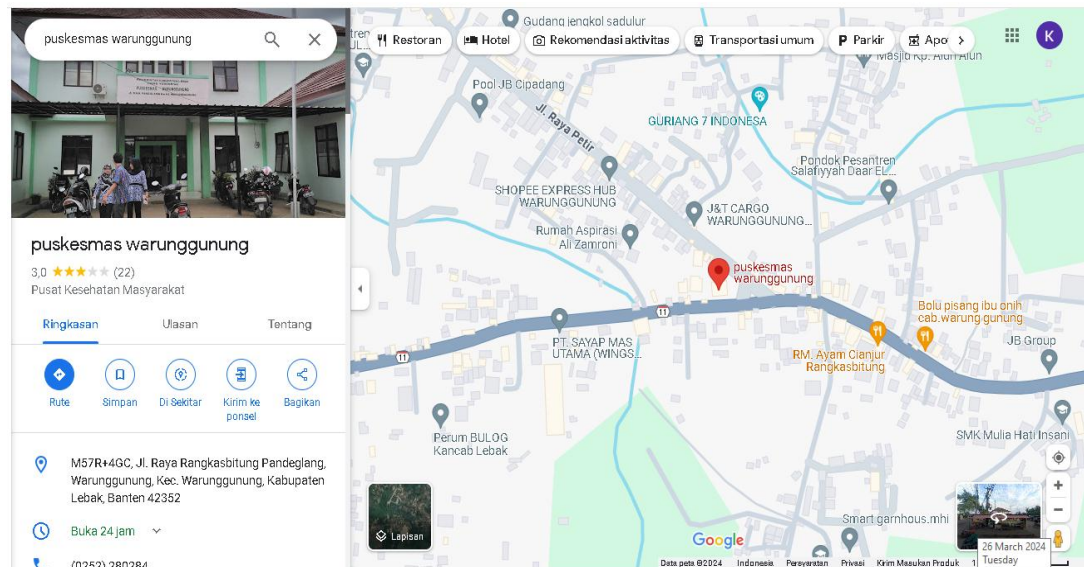 puskesmas warunggunung
puskesmas warunggunung
3,0 (22)
Pusat Kesehatan Masyarakat
Ringkasan
Ulasan
Tentang
Rute
Simpan
Di Sekitar
Kirim ke
ponsel
Bagikan
M57R+4GC, Jl. Raya Rangkasbitung Pandeglang,
Warunggunung, Kec. Warunggunung, Kabupaten
Lebak, Banten 42352
Buka 24 jam
(0252) 280284
Restoran
Hotel
Rekomendasi aktivitas
Transportasi umum
P Parkir
Apo
K
Gudang jengkol sadulur
Masjid Kp. Alun Alun
Pool JB Cipadang
Jl. Raya Petir
GURIANG 7 INDONESA
Pondok Pesantren
Salafiyyah Daar EL...
SHOPEE EXPRESS HUB
WARUNGGUNUNG
J&T CARGO
WARUNGGUNUNG...
Rumah Aspirasi
Ali Zamroni
puskesmas
warunggunung
11
Bolu pisang ibu onih
cab.warung gunung
PT. SAYAP MAS
UTAMA (WINGS...
RM. Ayam Cianjur
Rangkasbitung
JB Group
11
Perum BULOG
Kancab Lebak
SMK Mulia Hati Insani
Lapisan
Smart garnhous.mhi
Google
26 March 2024
Tuesday
Data peta ©2024
Indonesia
Persyaratan
Privasi
Kirim Masukan Produk